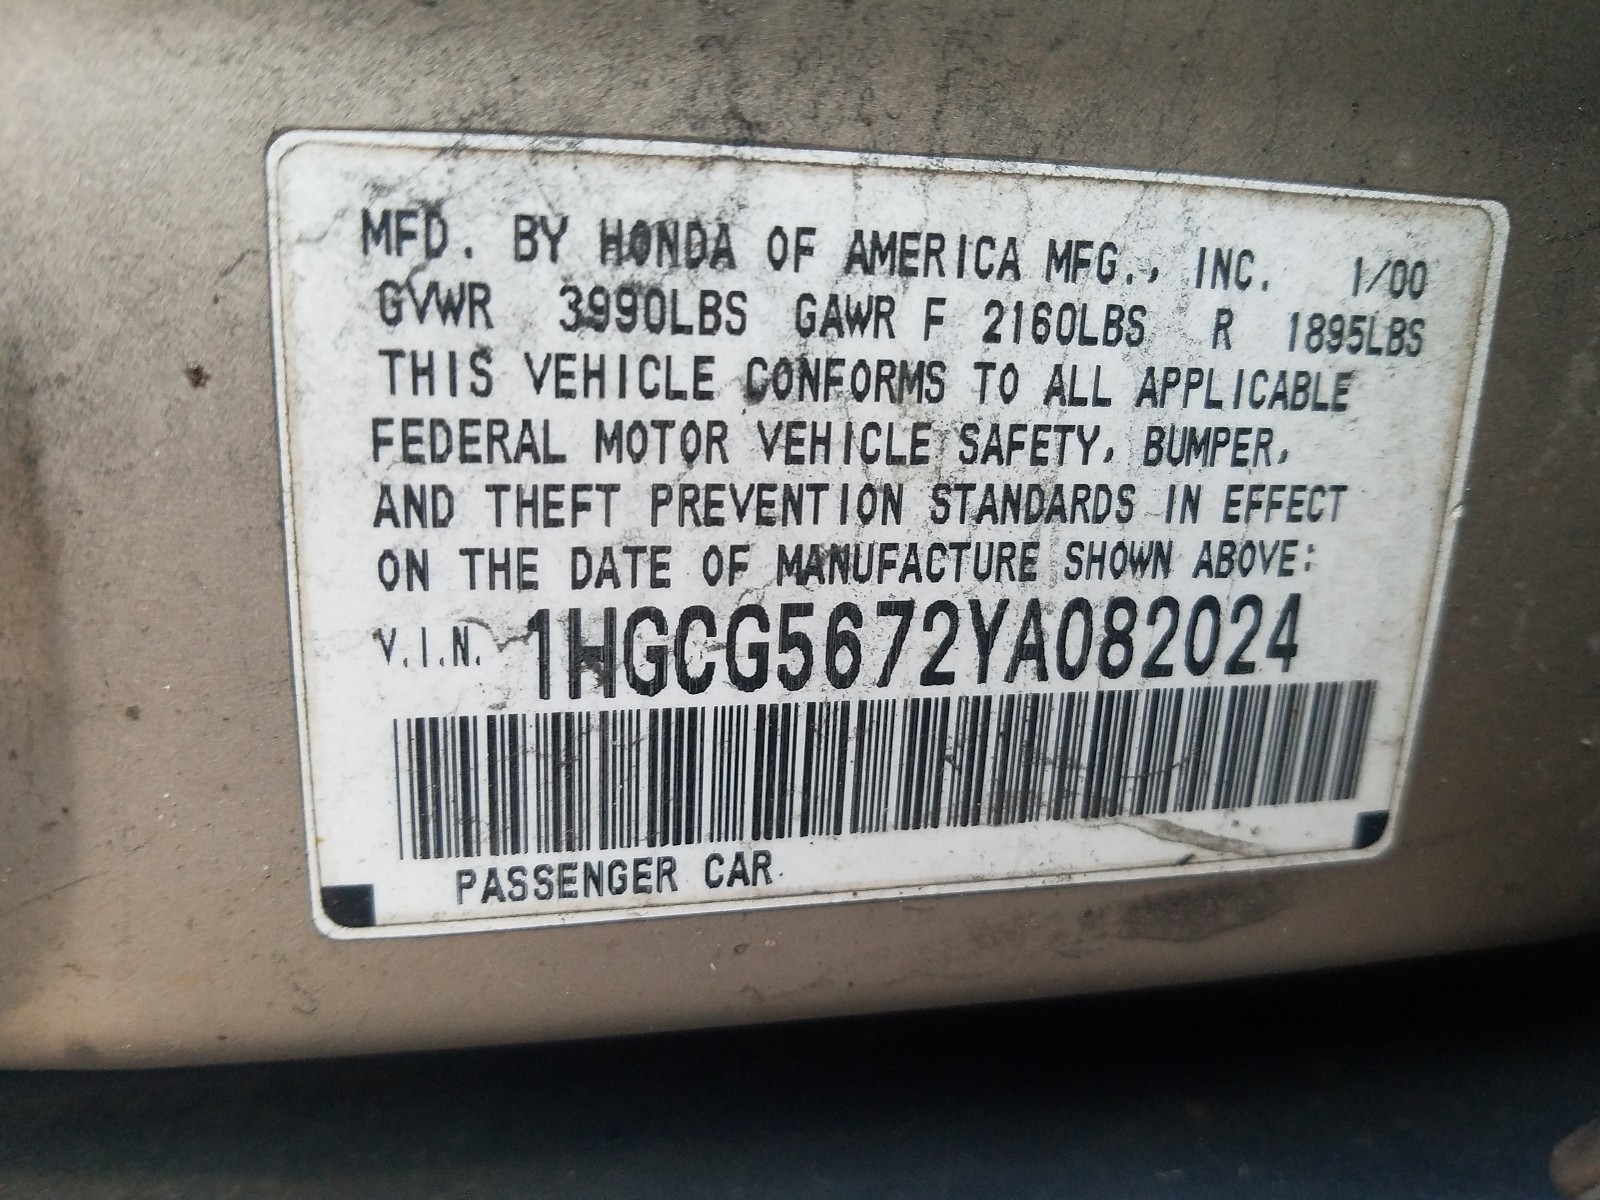 MFD. BY HONDA OF AMERICA MFG., INC. 1/00
GVWR 3990LBS GAWR F 2160LBS R 1895LBS
THIS VEHICLE CONFORMS TO ALL APPLICABLE
FEDERAL MOTOR VEHICLE SAFETY, BUMPER,
AND THEFT PREVENTION STANDARDS IN EFFECT
ON THE DATE OF MANUFACTURE SHOWN ABOVE:
V.I.N. 1HGCG5672YA082024
PASSENGER CAR